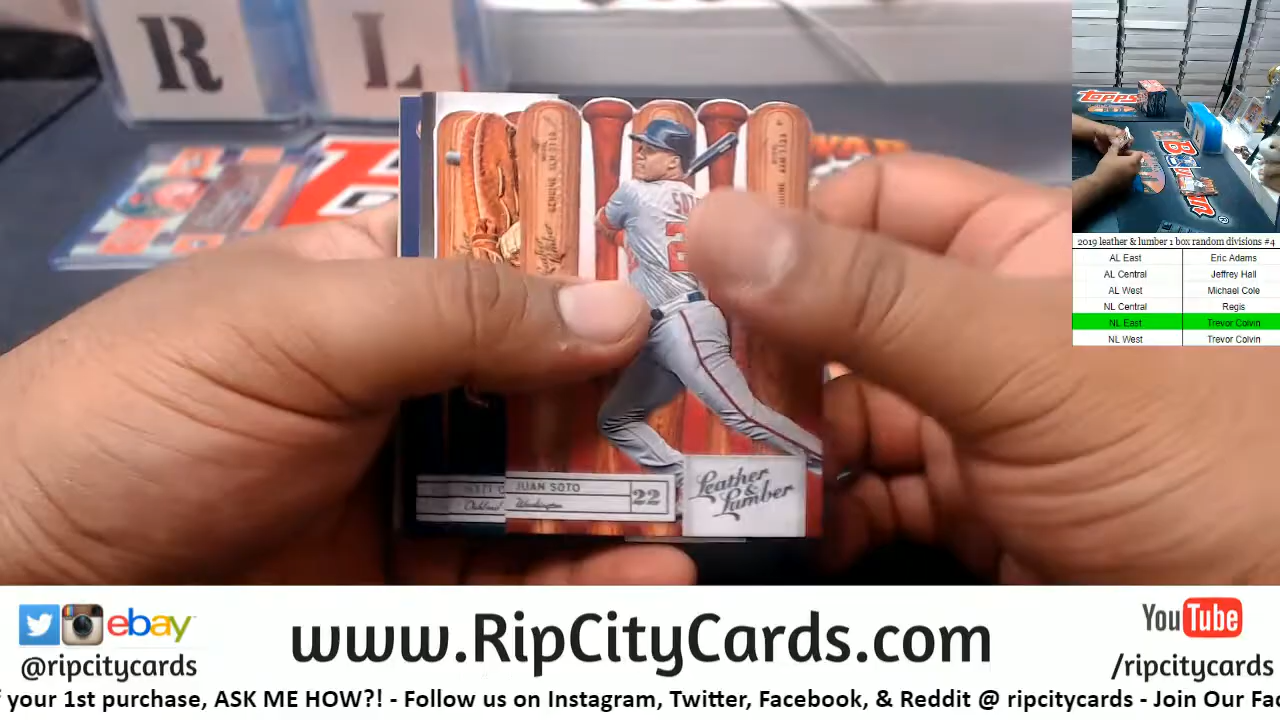 R L
TOPPS
2019 leather & lumber 1 box random divisions #4
AL East Eric Adams
AL Central Jeffrey Hall
AL West Michael Cole
NL Central Regis
NL East Trevor Colvin
NL West Trevor Colvin
JUAN SOTO
Washington
22
Leather
&
Lumber
ebay
@ripcitycards
www.RipCityCards.com
YouTube
/ripcitycards
f your 1st purchase, ASK ME HOW?! - Follow us on Instagram, Twitter, Facebook, & Reddit @ ripcitycards - Join Our Fac